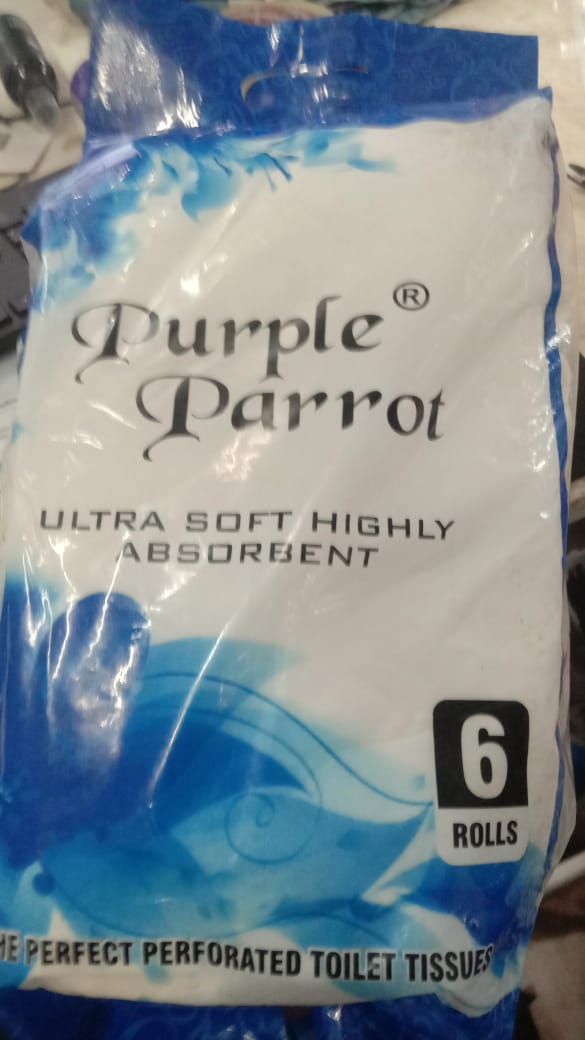 Purple®
Parrot
ULTRA SOFT HIGHLY
ABSORBENT
6
ROLLS
PERFECT PERFORATED TOILET TISSUES